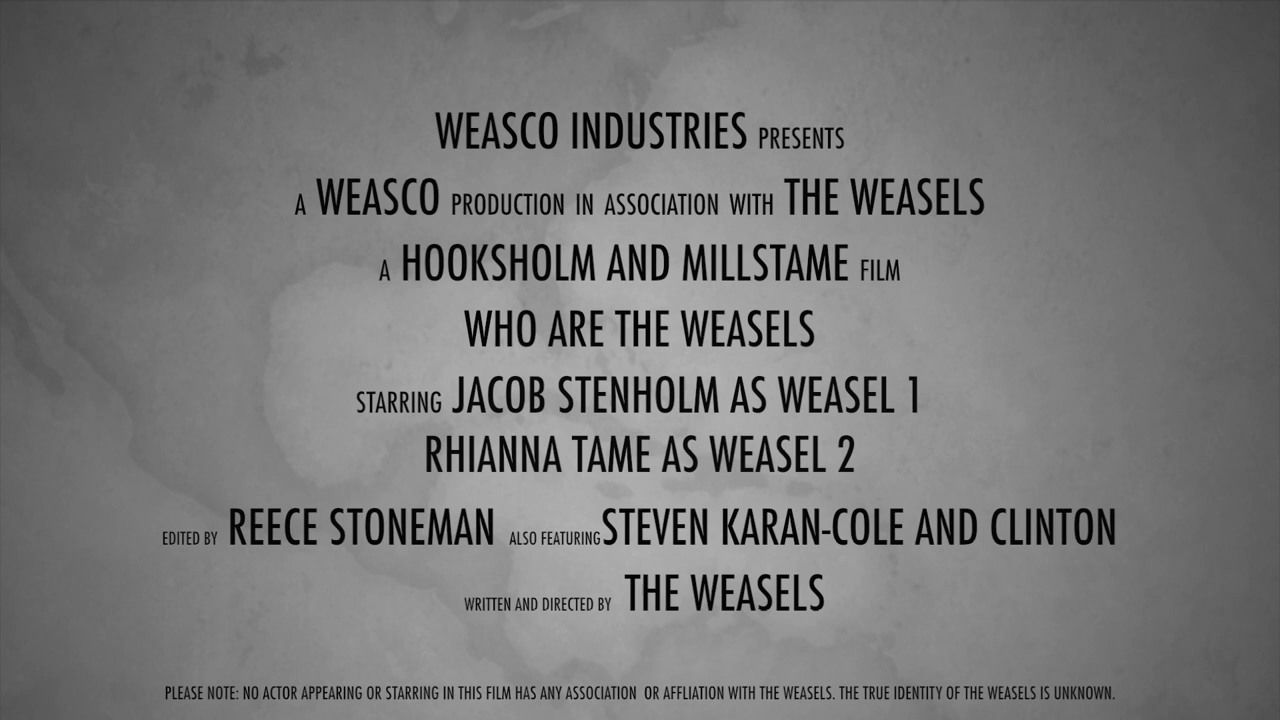 WEASCO INDUSTRIES PRESENTS
A WEASCO PRODUCTION IN ASSOCIATION WITH THE WEASELS
A HOOKSHOLM AND MILLSTAME FILM
WHO ARE THE WEASELS
STARRING JACOB STENHOLM AS WEASEL 1
RHIANNA TAME AS WEASEL 2
EDITED BY REECE STONEMAN ALSO FEATURING STEVEN KARAN-COLE AND CLINTON
WRITTEN AND DIRECTED BY THE WEASELS
PLEASE NOTE: NO ACTOR APPEARING OR STARRING IN THIS FILM HAS ANY ASSOCIATION OR AFFLIATION WITH THE WEASELS. THE TRUE IDENTITY OF THE WEASELS IS UNKNOWN.